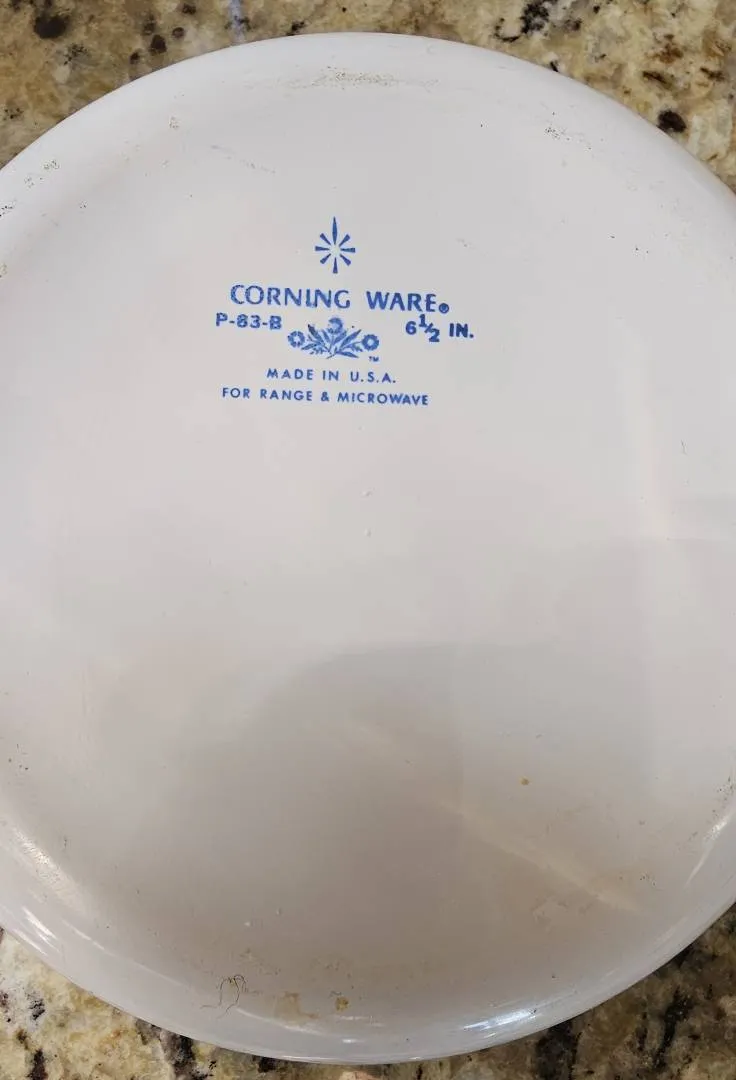 CORNING WARE®
P-83-B 6½ IN.
TM
MADE IN U.S.A.
FOR RANGE & MICROWAVE